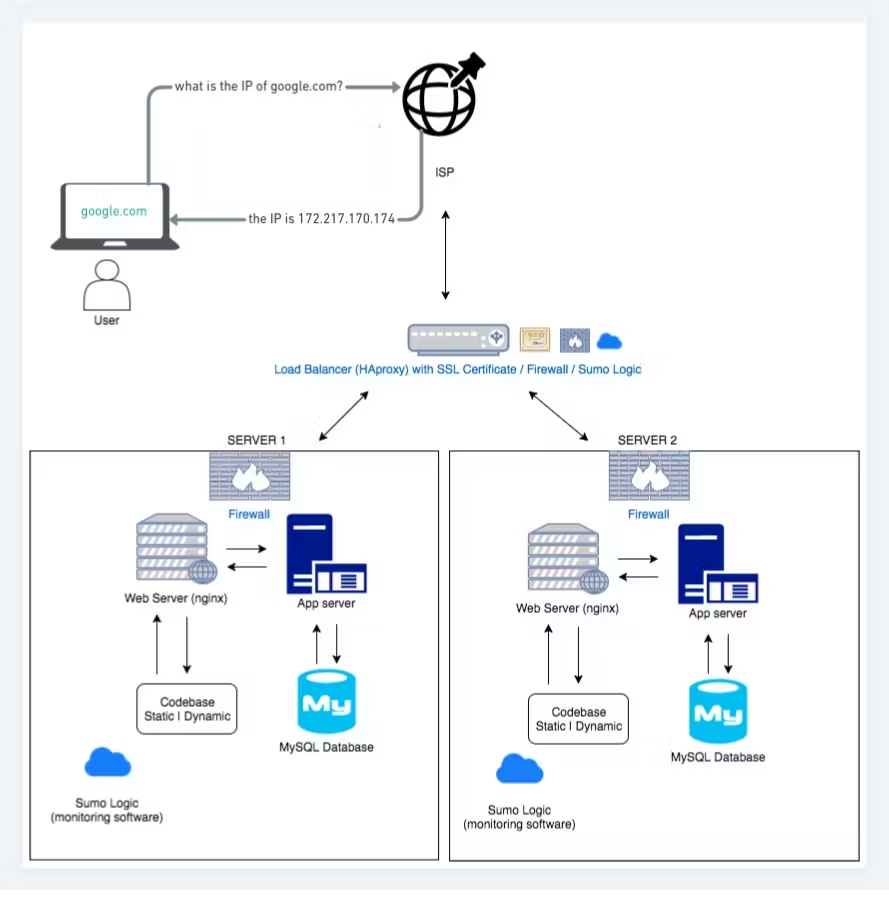 what is the IP of google.com?
ISP
google.com
the IP is 172.217.170.174
User
Load Balancer (HAproxy) with SSL Certificate / Firewall / Sumo Logic
SERVER 1
Firewall
Web Server (nginx)
App server
Codebase
Static | Dynamic
My
MySQL Database
Sumo Logic
(monitoring software)
SERVER 2
Firewall
Web Server (nginx)
App server
Codebase
Static | Dynamic
My
MySQL Database
Sumo Logic
(monitoring software)